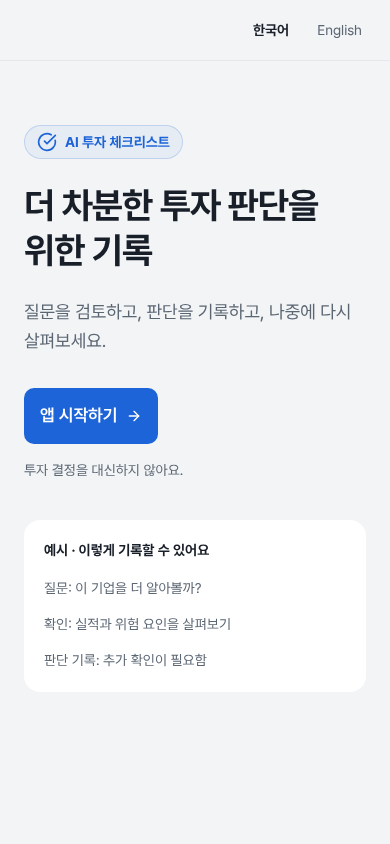 한국어 English
AI 투자 체크리스트
더 차분한 투자 판단을
위한 기록
질문을 검토하고, 판단을 기록하고, 나중에 다시
살펴보세요.
앱 시작하기 →
투자 결정을 대신하지 않아요.
예시 · 이렇게 기록할 수 있어요
질문: 이 기업을 더 알아볼까?
확인: 실적과 위험 요인을 살펴보기
판단 기록: 추가 확인이 필요함